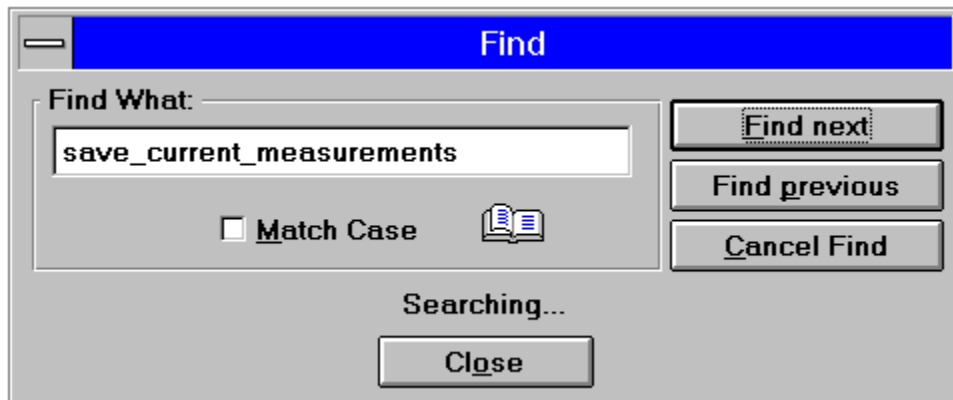 Find
Find What:
save_current_measurements
Match Case
Find next
Find previous
Cancel Find
Searching...
Close